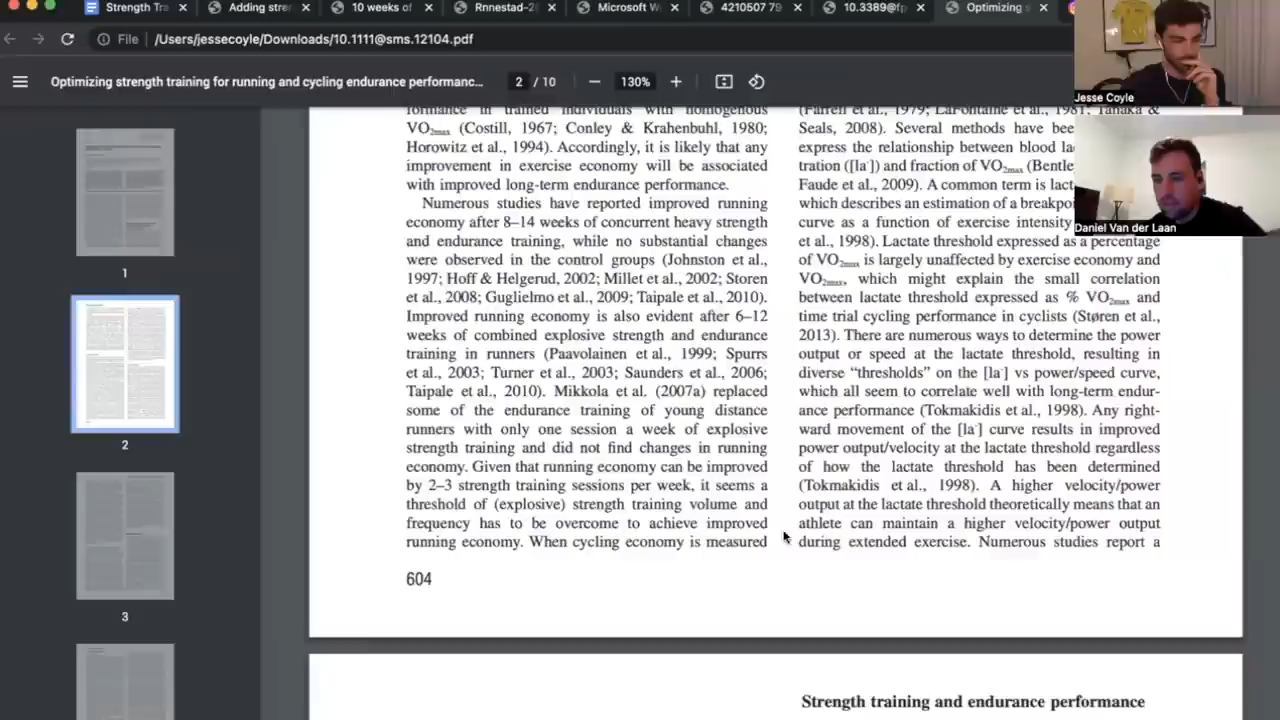 Strength Tra
Adding stren
10 weeks of
Rnnestad-2
Microsoft W
4210507 79
10.3389@fp
Optimizing s
File
/Users/jessecoyle/Downloads/10.1111@sms.12104.pdf
Optimizing strength training for running and cycling endurance performanc...
2 / 10
130%
Jesse Coyle
Daniel Van der Laan
1
2
3
formance in trained individuals with homogenous
VO2max (Costill, 1967; Conley & Krahenbuhl, 1980;
Horowitz et al., 1994). Accordingly, it is likely that any
improvement in exercise economy will be associated
with improved long-term endurance performance.
Numerous studies have reported improved running
economy after 8–14 weeks of concurrent heavy strength
and endurance training, while no substantial changes
were observed in the control groups (Johnston et al.,
1997; Hoff & Helgerud, 2002; Millet et al., 2002; Storen
et al., 2008; Guglielmo et al., 2009; Taipale et al., 2010).
Improved running economy is also evident after 6–12
weeks of combined explosive strength and endurance
training in runners (Paavolainen et al., 1999; Spurrs
et al., 2003; Turner et al., 2003; Saunders et al., 2006;
Taipale et al., 2010). Mikkola et al. (2007a) replaced
some of the endurance training of young distance
runners with only one session a week of explosive
strength training and did not find changes in running
economy. Given that running economy can be improved
by 2–3 strength training sessions per week, it seems a
threshold of (explosive) strength training volume and
frequency has to be overcome to achieve improved
running economy. When cycling economy is measured
604
(Farrell et al., 1979; LaFontaine et al., 1981; Tanaka &
Seals, 2008). Several methods have bee
express the relationship between blood la
tration ([la-]) and fraction of VO2max (Bentle
Faude et al., 2009). A common term is lact
which describes an estimation of a breakpoi
curve as a function of exercise intensity
et al., 1998). Lactate threshold expressed as a percentage
of VO2max is largely unaffected by exercise economy and
VO2max, which might explain the small correlation
between lactate threshold expressed as % VO2max and
time trial cycling performance in cyclists (Støren et al.,
2013). There are numerous ways to determine the power
output or speed at the lactate threshold, resulting in
diverse “thresholds” on the [la-] vs power/speed curve,
which all seem to correlate well with long-term endur-
ance performance (Tokmakidis et al., 1998). Any right-
ward movement of the [la-] curve results in improved
power output/velocity at the lactate threshold regardless
of how the lactate threshold has been determined
(Tokmakidis et al., 1998). A higher velocity/power
output at the lactate threshold theoretically means that an
athlete can maintain a higher velocity/power output
during extended exercise. Numerous studies report a
Strength training and endurance performance